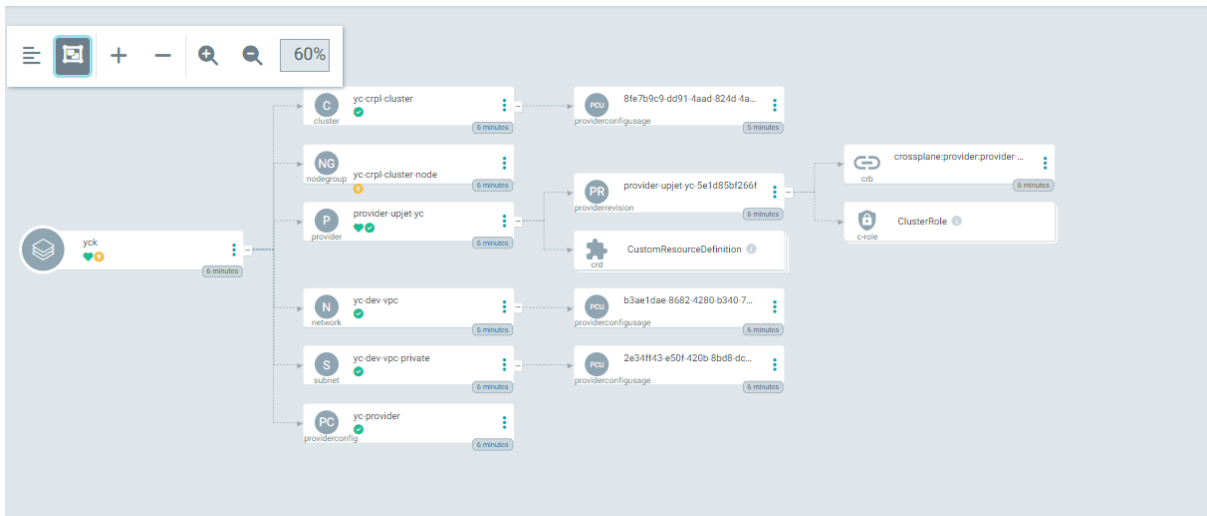 60%
C
yc-crpl-cluster
cluster
6 minutes
PCU
8fe7b9c9-dd91-4aad-824d-4a...
providerconfigusage
5 minutes
NG
yc-crpl-cluster-node
nodegroup
6 minutes
crossplane:provider:provider-...
crb
6 minutes
P
provider-upjet-yc
provider
6 minutes
PR
provider-upjet-yc-5e1d85bf266f
providerrevision
6 minutes
ClusterRole
c-role
yck
6 minutes
CustomResourceDefinition
crd
N
yc-dev-vpc
network
6 minutes
PCU
b3ae1dae-8682-4280-b340-7...
providerconfigusage
6 minutes
S
yc-dev-vpc-private
subnet
6 minutes
PCU
2e34ff43-e50f-420b-8bd8-dc...
providerconfigusage
6 minutes
PC
yc-provider
providerconfig
6 minutes